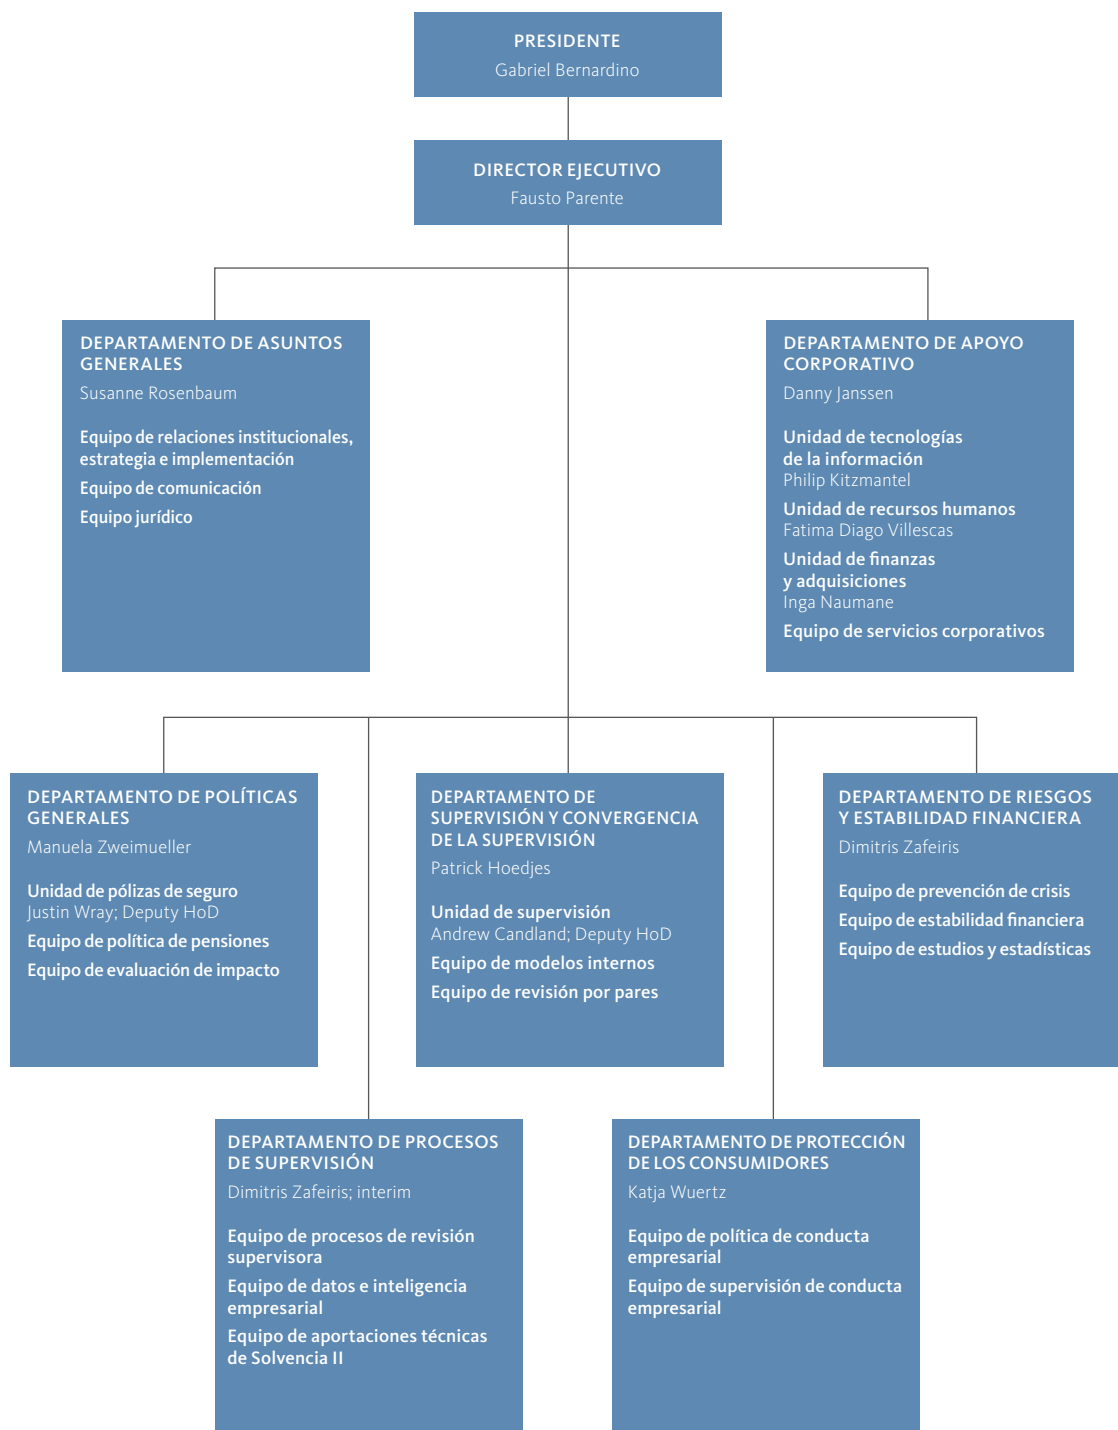 PRESIDENTE
Gabriel Bernardino
DIRECTOR EJECUTIVO
Fausto Parente
DEPARTAMENTO DE ASUNTOS
GENERALES
Susanne Rosenbaum
Equipo de relaciones institucionales,
estrategia e implementación
Equipo de comunicación
Equipo jurídico
DEPARTAMENTO DE APOYO
CORPORATIVO
Danny Janssen
Unidad de tecnologías
de la información
Philip Kitzmantel
Unidad de recursos humanos
Fatima Diago Villescas
Unidad de finanzas
y adquisiciones
Inga Naumane
Equipo de servicios corporativos
DEPARTAMENTO DE POLÍTICAS
GENERALES
Manuela Zweimueller
Unidad de pólizas de seguro
Justin Wray; Deputy HoD
Equipo de política de pensiones
Equipo de evaluación de impacto
DEPARTAMENTO DE
SUPERVISIÓN Y CONVERGENCIA
DE LA SUPERVISIÓN
Patrick Hoedjes
Unidad de supervisión
Andrew Candland; Deputy HoD
Equipo de modelos internos
Equipo de revisión por pares
DEPARTAMENTO DE RIESGOS
Y ESTABILIDAD FINANCIERA
Dimitris Zafeiris
Equipo de prevención de crisis
Equipo de estabilidad financiera
Equipo de estudios y estadísticas
DEPARTAMENTO DE PROCESOS
DE SUPERVISIÓN
Dimitris Zafeiris; interim
Equipo de procesos de revisión
supervisora
Equipo de datos e inteligencia
empresarial
Equipo de aportaciones técnicas
de Solvencia II
DEPARTAMENTO DE PROTECCIÓN
DE LOS CONSUMIDORES
Katja Wuertz
Equipo de política de conducta
empresarial
Equipo de supervisión de conducta
empresarial